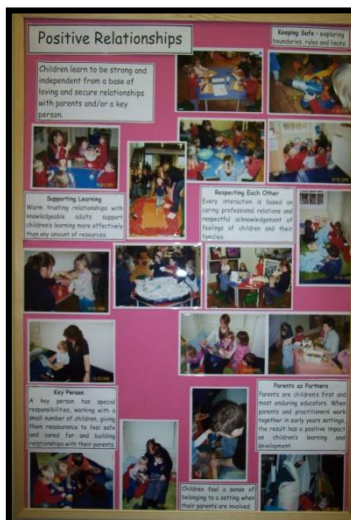 Positive Relationships
Keeping Safe - exploring
boundaries, rules and limits.
Children learn to be strong and
independent from a base of
loving and secure relationships
with parents and/or a key
person.
Supporting Learning
Warm trusting relationships with
knowledgeable adults support
children's learning more effectively
than any amount of resources.
Respecting Each Other
Every interaction is based on
caring professional relations and
respectful acknowledgement of
feelings of children and their
families.
Key Person
A key person has special
responsibilities, working with a
small number of children, giving
them reassurance to feel safe
and cared for and building
relationships with their parents.
Parents as Partners
Parents are children's first and
most enduring educators. When
parents and practitioners work
together in early years settings,
the result has a positive impact
on children's learning and
development.
Children feel a sense of
belonging to a setting when
their parents are involved.